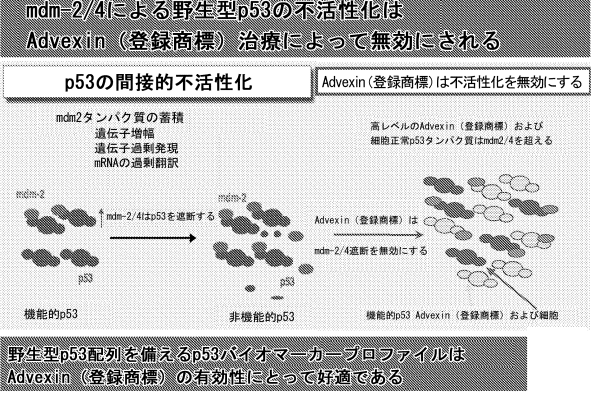 mdm-2/4による野生型p53の不活性化は
Advexin（登録商標）治療によって無効にされる
p53の間接的不活性化
Advexin(登録商標)は不活性化を無効にする
mdm2タンパク質の蓄積
遺伝子増幅
遺伝子過剰発現
mRNAの過剰翻訳
高レベルのAdvexin（登録商標）および
細胞正常p53タンパク質はmdm2/4を超える
mdm-2
mdm-2/4はp53を遮断する
mdm-2
Advexin（登録商標）は
mdm-2/4遮断を無効にする
p53
p53
機能的p53
非機能的p53
機能的p53 Advexin（登録商標）および細胞
野生型p53配列を備えるp53バイオマーカープロファイルは
Advexin（登録商標）の有効性にとって好適である